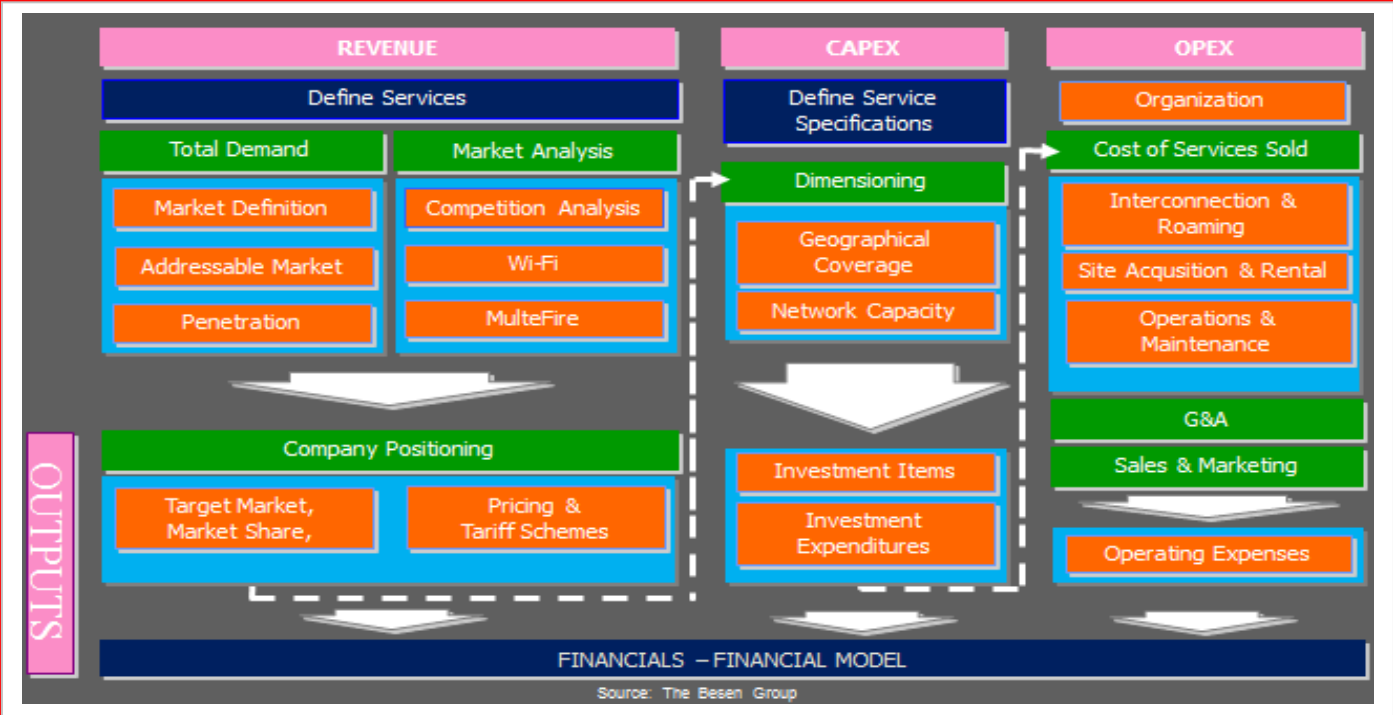 REVENUE
Define Services
Total Demand
Market Definition
Addressable Market
Penetration
Market Analysis
Competition Analysis
Wi-Fi
MulteFire
Company Positioning
Target Market,
Market Share,
Pricing &
Tariff Schemes
CAPEX
Define Service
Specifications
Dimensioning
Geographical
Coverage
Network Capacity
Investment Items
Investment
Expenditures
OPEX
Organization
Cost of Services Sold
Interconnection &
Roaming
Site Acqusition & Rental
Operations &
Maintenance
G&A
Sales & Marketing
Operating Expenses
OUTPUTS
FINANCIALS – FINANCIAL MODEL
Source: The Besen Group